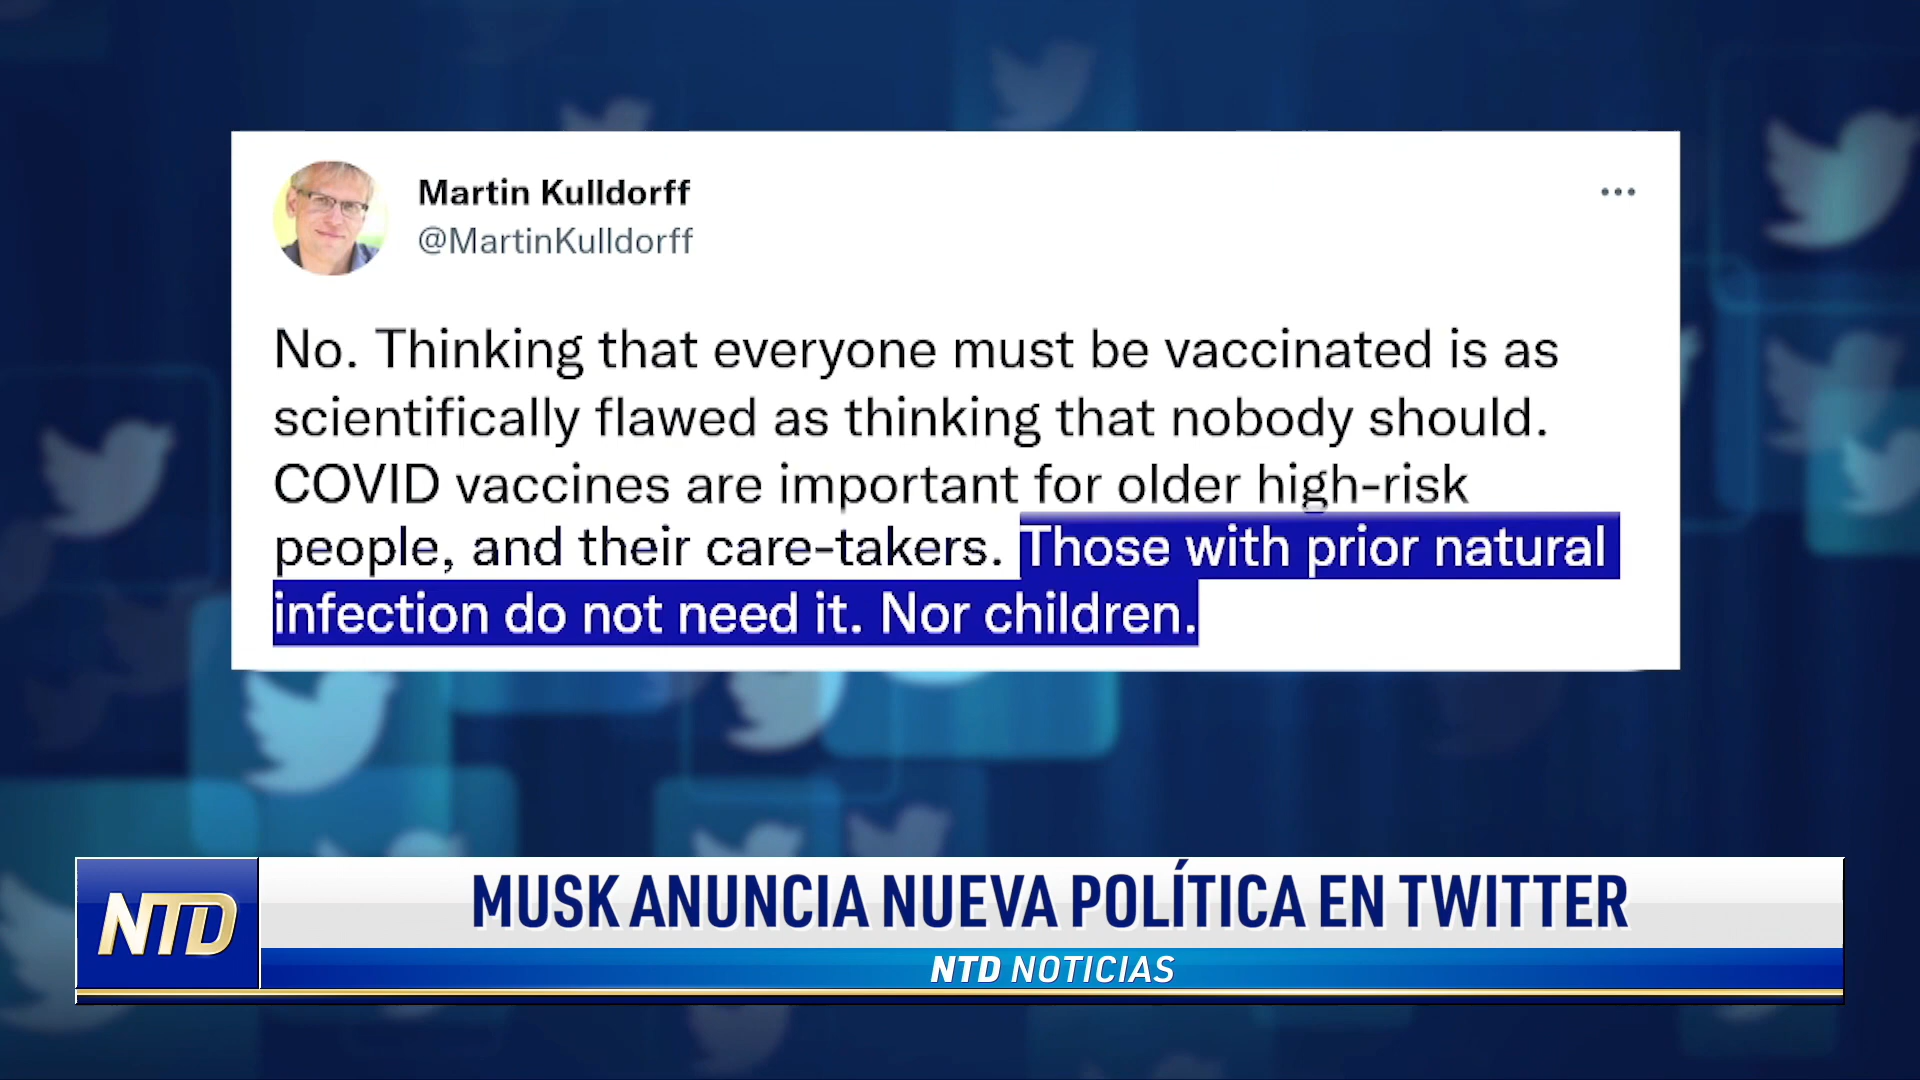 Martin Kulldorff
@MartinKulldorff
No. Thinking that everyone must be vaccinated is as
scientifically flawed as thinking that nobody should.
COVID vaccines are important for older high-risk
people, and their care-takers. Those with prior natural
infection do not need it. Nor children.
NTD
MUSK ANUNCIA NUEVA POLÍTICA EN TWITTER
NTD NOTICIAS